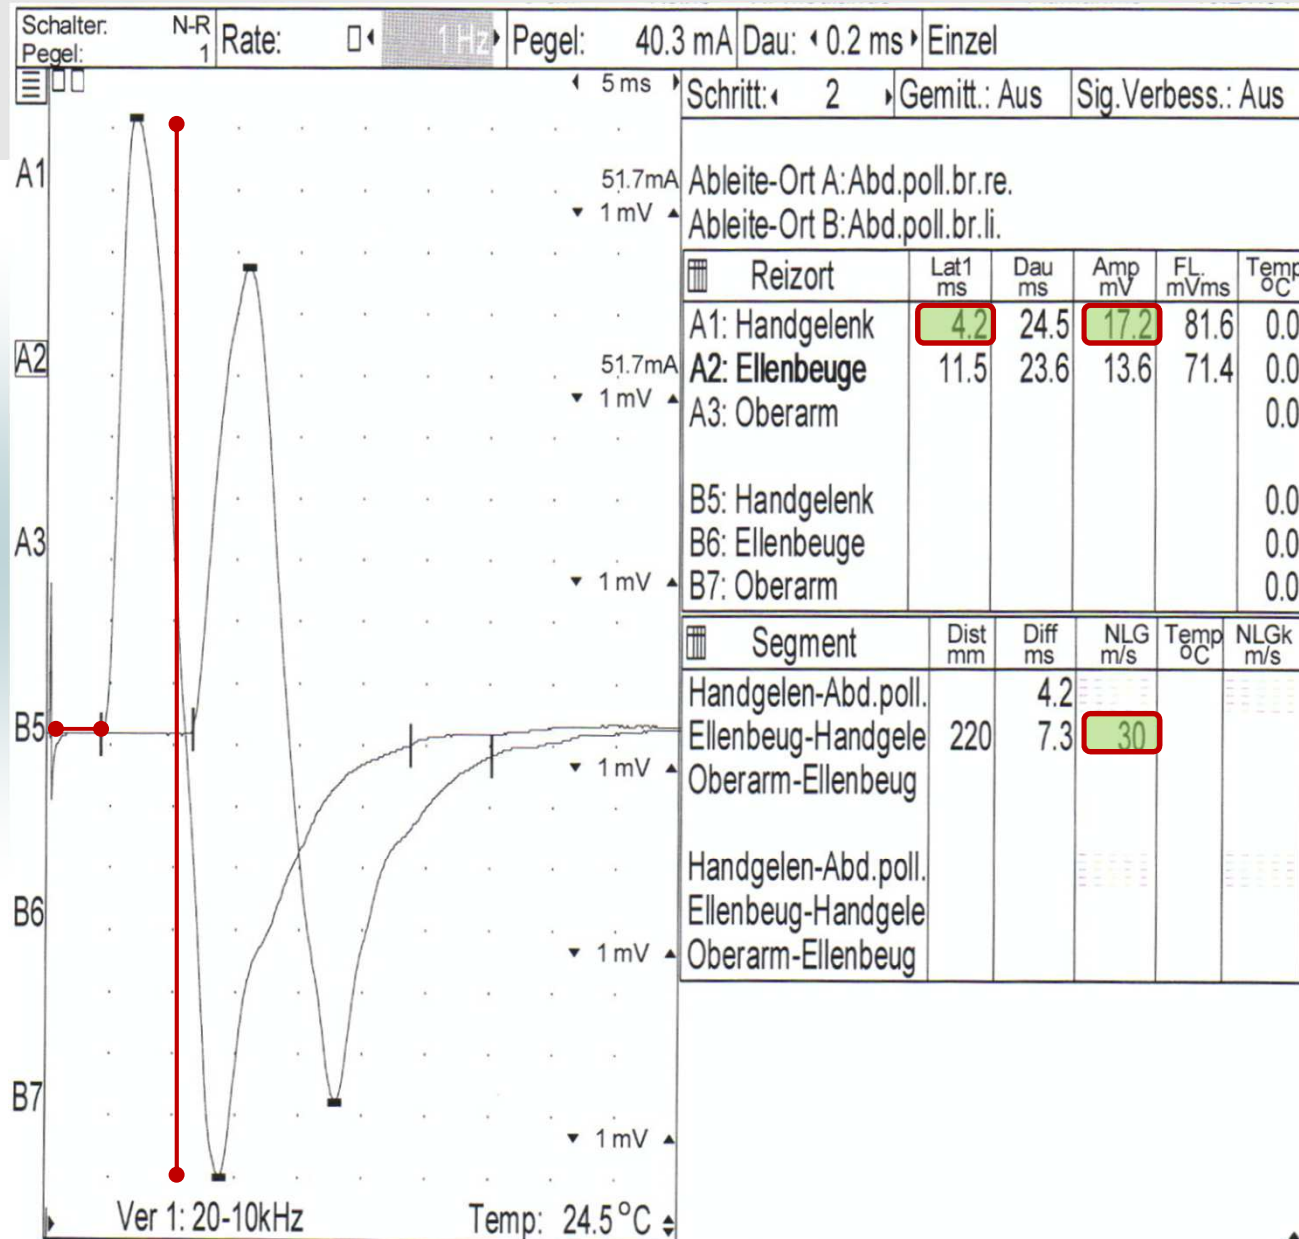 Schalter: N-R
Pegel: 1
Rate: 1 Hz
Pegel: 40.3 mA
Dau: 0.2 ms
Einzel
5 ms
Schritt: 2
Gemitt.: Aus
Sig.Verbess.: Aus
A1
51.7mA
1 mV
A2
51.7mA
1 mV
A3
1 mV
B5
1 mV
B6
1 mV
B7
1 mV
Ver 1: 20-10kHz
Temp: 24.5°C
Ableite-Ort A:Abd.poll.br.re.
Ableite-Ort B:Abd.poll.br.li.
Reizort Lat1 ms Dau ms Amp mV FL. mVms Temp °C
A1: Handgelenk 4.2 24.5 17.2 81.6 0.0
A2: Ellenbeuge 11.5 23.6 13.6 71.4 0.0
A3: Oberarm 0.0
B5: Handgelenk 0.0
B6: Ellenbeuge 0.0
B7: Oberarm 0.0
Segment Dist mm Diff ms NLG m/s Temp °C NLGk m/s
Handgelen-Abd.poll. 4.2
Ellenbeug-Handgele 220 7.3 30
Oberarm-Ellenbeug
Handgelen-Abd.poll.
Ellenbeug-Handgele
Oberarm-Ellenbeug